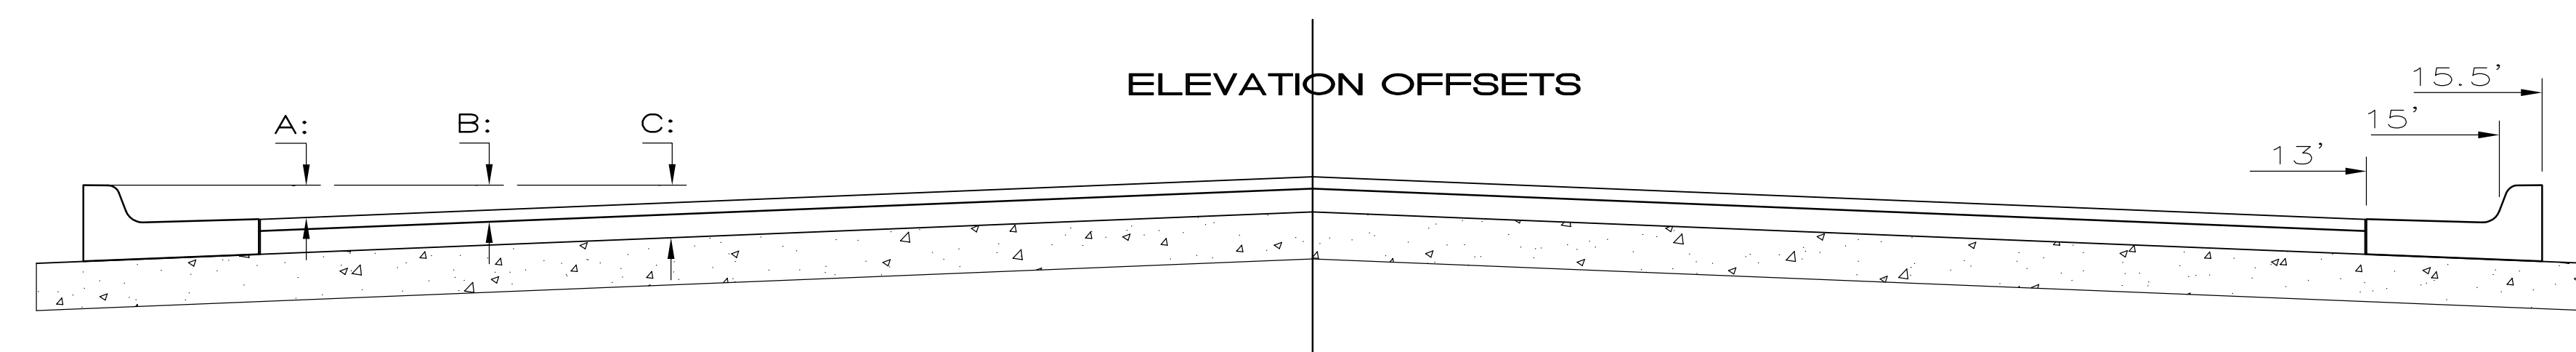 ELEVATION OFFSETS
15.5’
15’
A:
B:
C:
13’